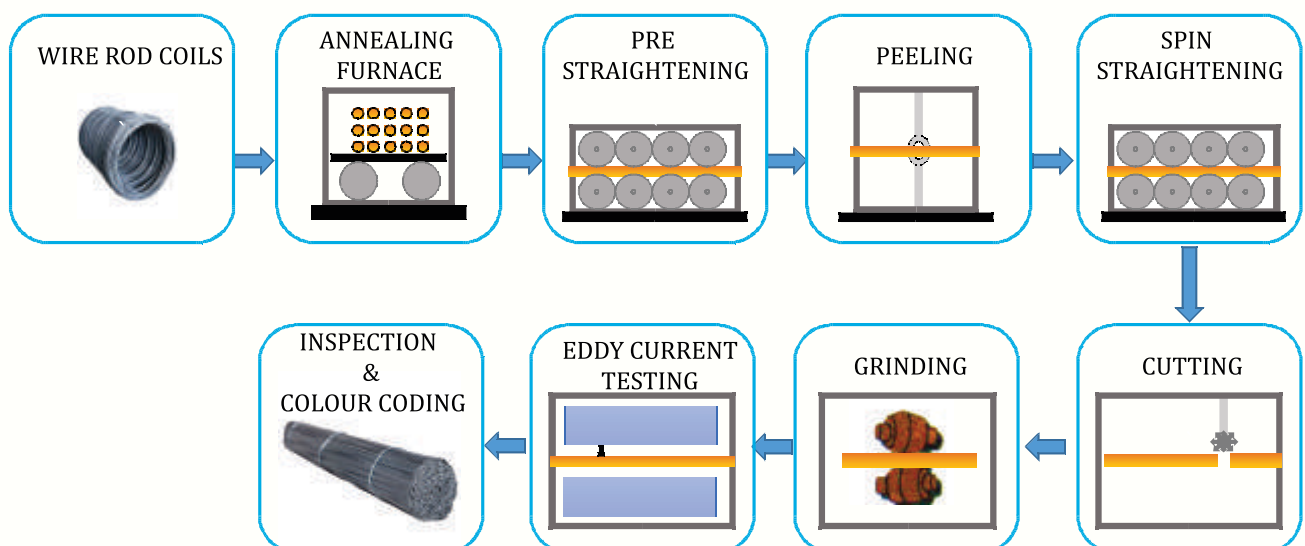 WIRE ROD COILS
ANNEALING
FURNACE
PRE
STRAIGHTENING
PEELING
SPIN
STRAIGHTENING
CUTTING
GRINDING
EDDY CURRENT
TESTING
INSPECTION
&
COLOUR CODING